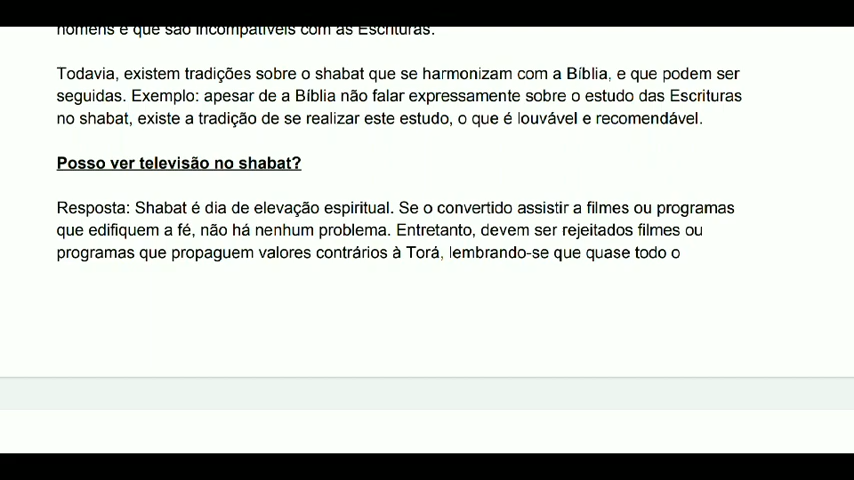 homens e que são incompatíveis com as Escrituras.
Todavia, existem tradições sobre o shabat que se harmonizam com a Bíblia, e que podem ser
seguidas. Exemplo: apesar de a Bíblia não falar expressamente sobre o estudo das Escrituras
no shabat, existe a tradição de se realizar este estudo, o que é louvável e recomendável.
Posso ver televisão no shabat?
Resposta: Shabat é dia de elevação espiritual. Se o convertido assistir a filmes ou programas
que edifiquem a fé, não há nenhum problema. Entretanto, devem ser rejeitados filmes ou
programas que propaguem valores contrários à Torá, lembrando-se que quase todo o